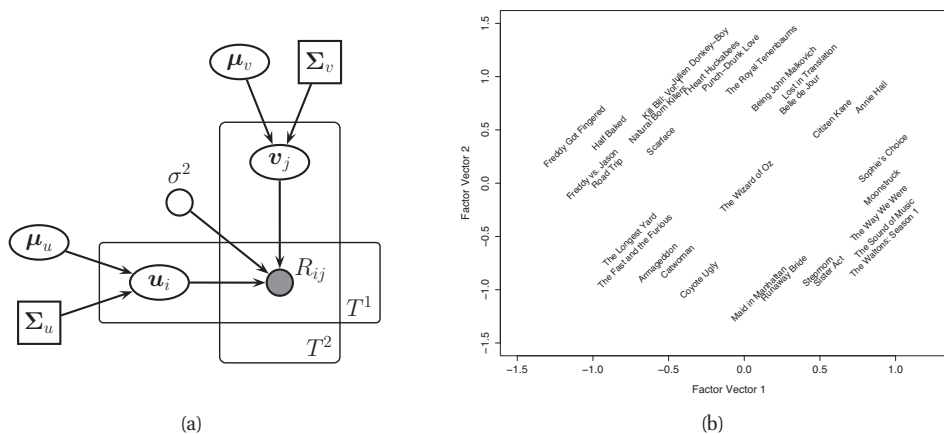 μ_v
Σ_v
v_j
σ²
μ_u
R_ij
u_i
T¹
Σ_u
T²
(a)
Factor Vector 2
1.5
1.0
0.5
0.0
−0.5
−1.0
−1.5
Freddy Got Fingered
Half Baked
Freddy vs. Jason
Road Trip
Kill Bill: Vol
Natural Born Killers
Scarface
Julien Donkey−Boy
I Heart Huckabees
Punch−Drunk Love
The Royal Tenenbaums
Being John Malkovich
Lost in Translation
Belle de Jour
Citizen Kane
Annie Hall
The Wizard of Oz
Sophie's Choice
Moonstruck
The Way We Were
The Sound of Music
The Waltons: Season 1
The Longest Yard
The Fast and the Furious
Armageddon
Catwoman
Coyote Ugly
Maid in Manhattan
Runaway Bride
Stepmom
Sister Act
−1.5
−1.0
−0.5
0.0
0.5
1.0
Factor Vector 1
(b)